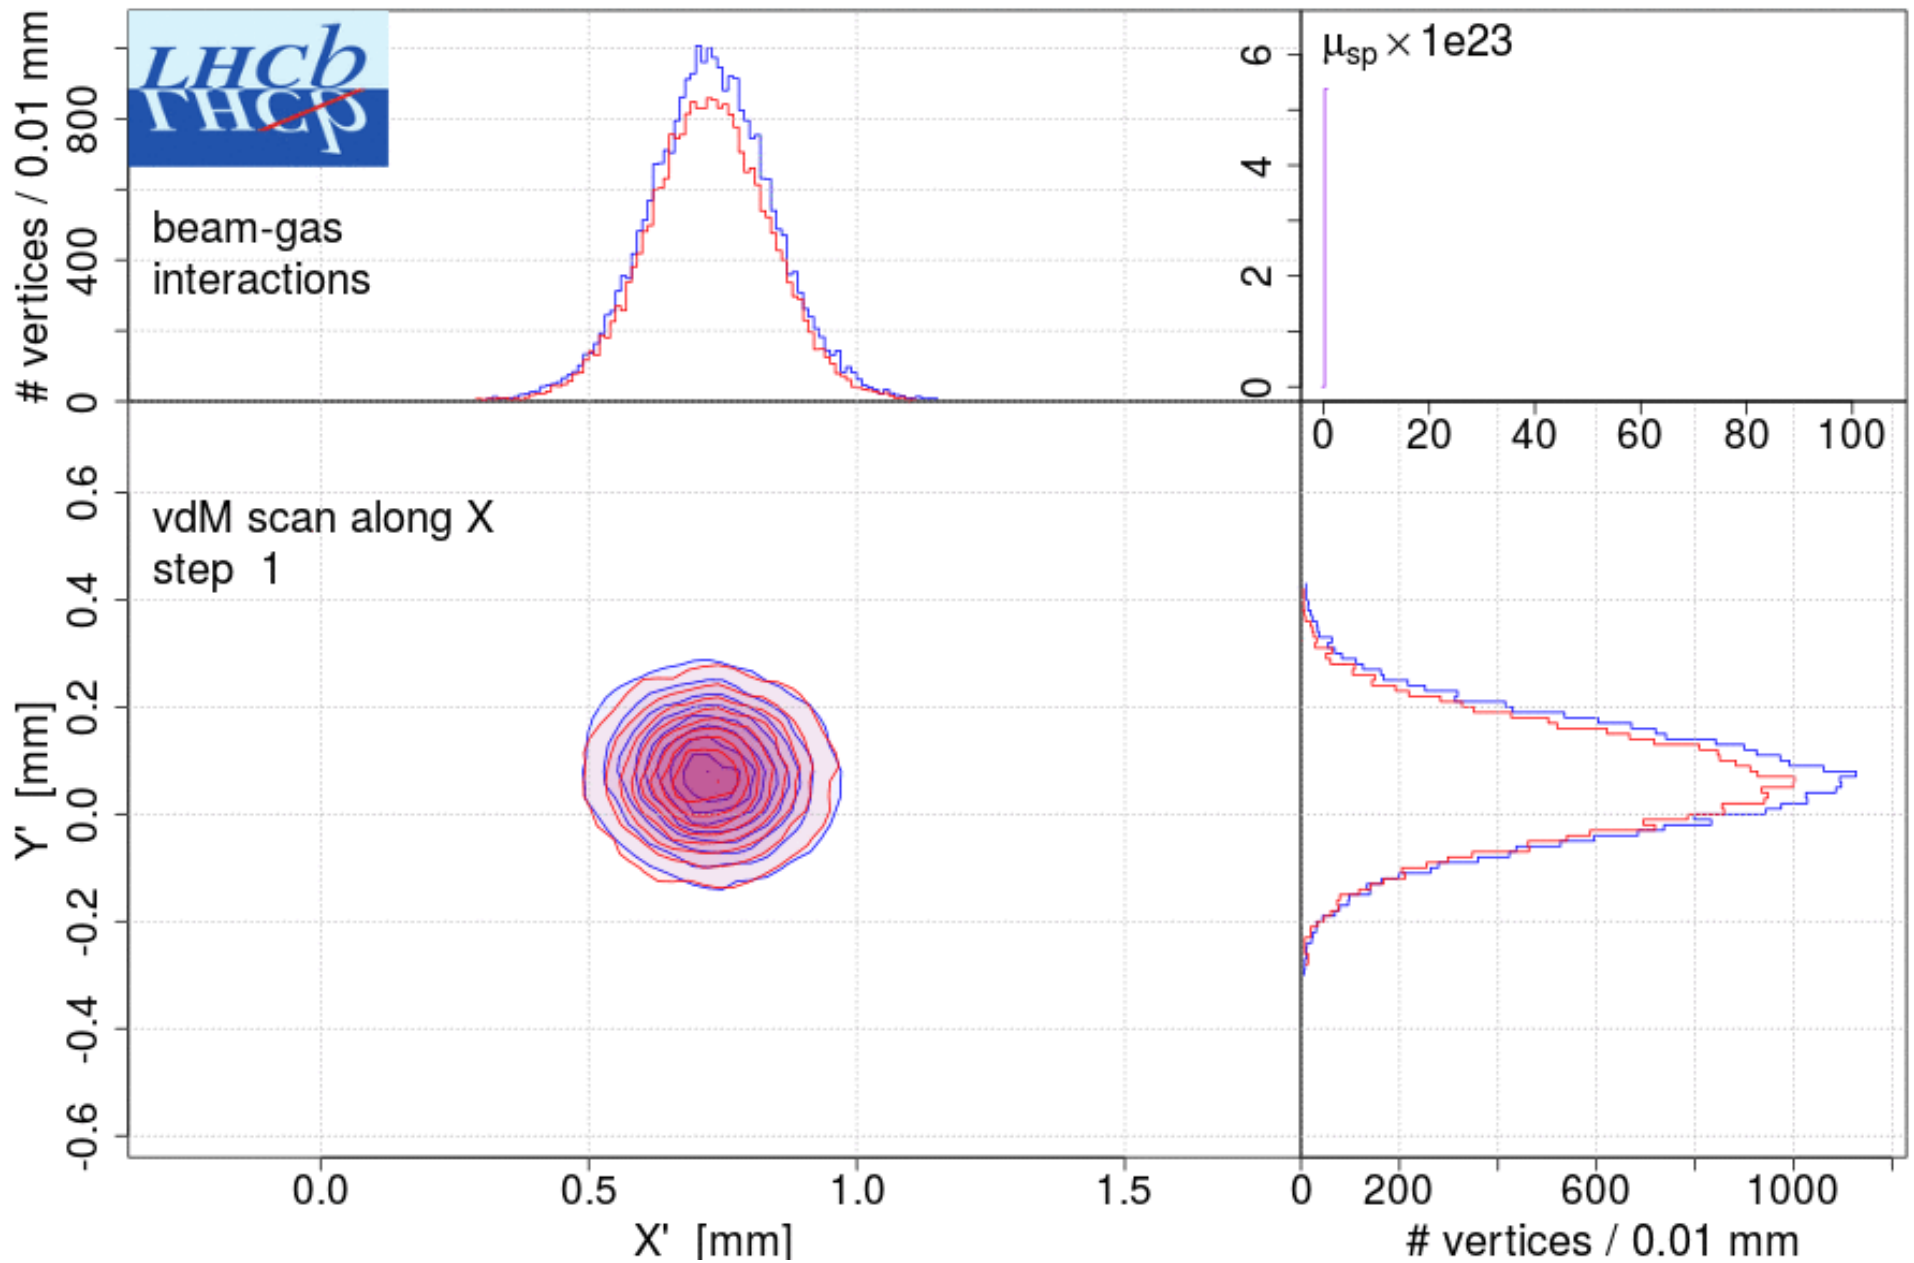 LHCb
LHCp
μsp × 1e23
# vertices / 0.01 mm
0 400 800
0 2 4 6
beam-gas
interactions
0 20 40 60 80 100
vdM scan along X
step 1
Y' [mm]
-0.6 -0.4 -0.2 0.0 0.2 0.4 0.6
0.0 0.5 1.0 1.5
0 200 600 1000
X' [mm]
# vertices / 0.01 mm